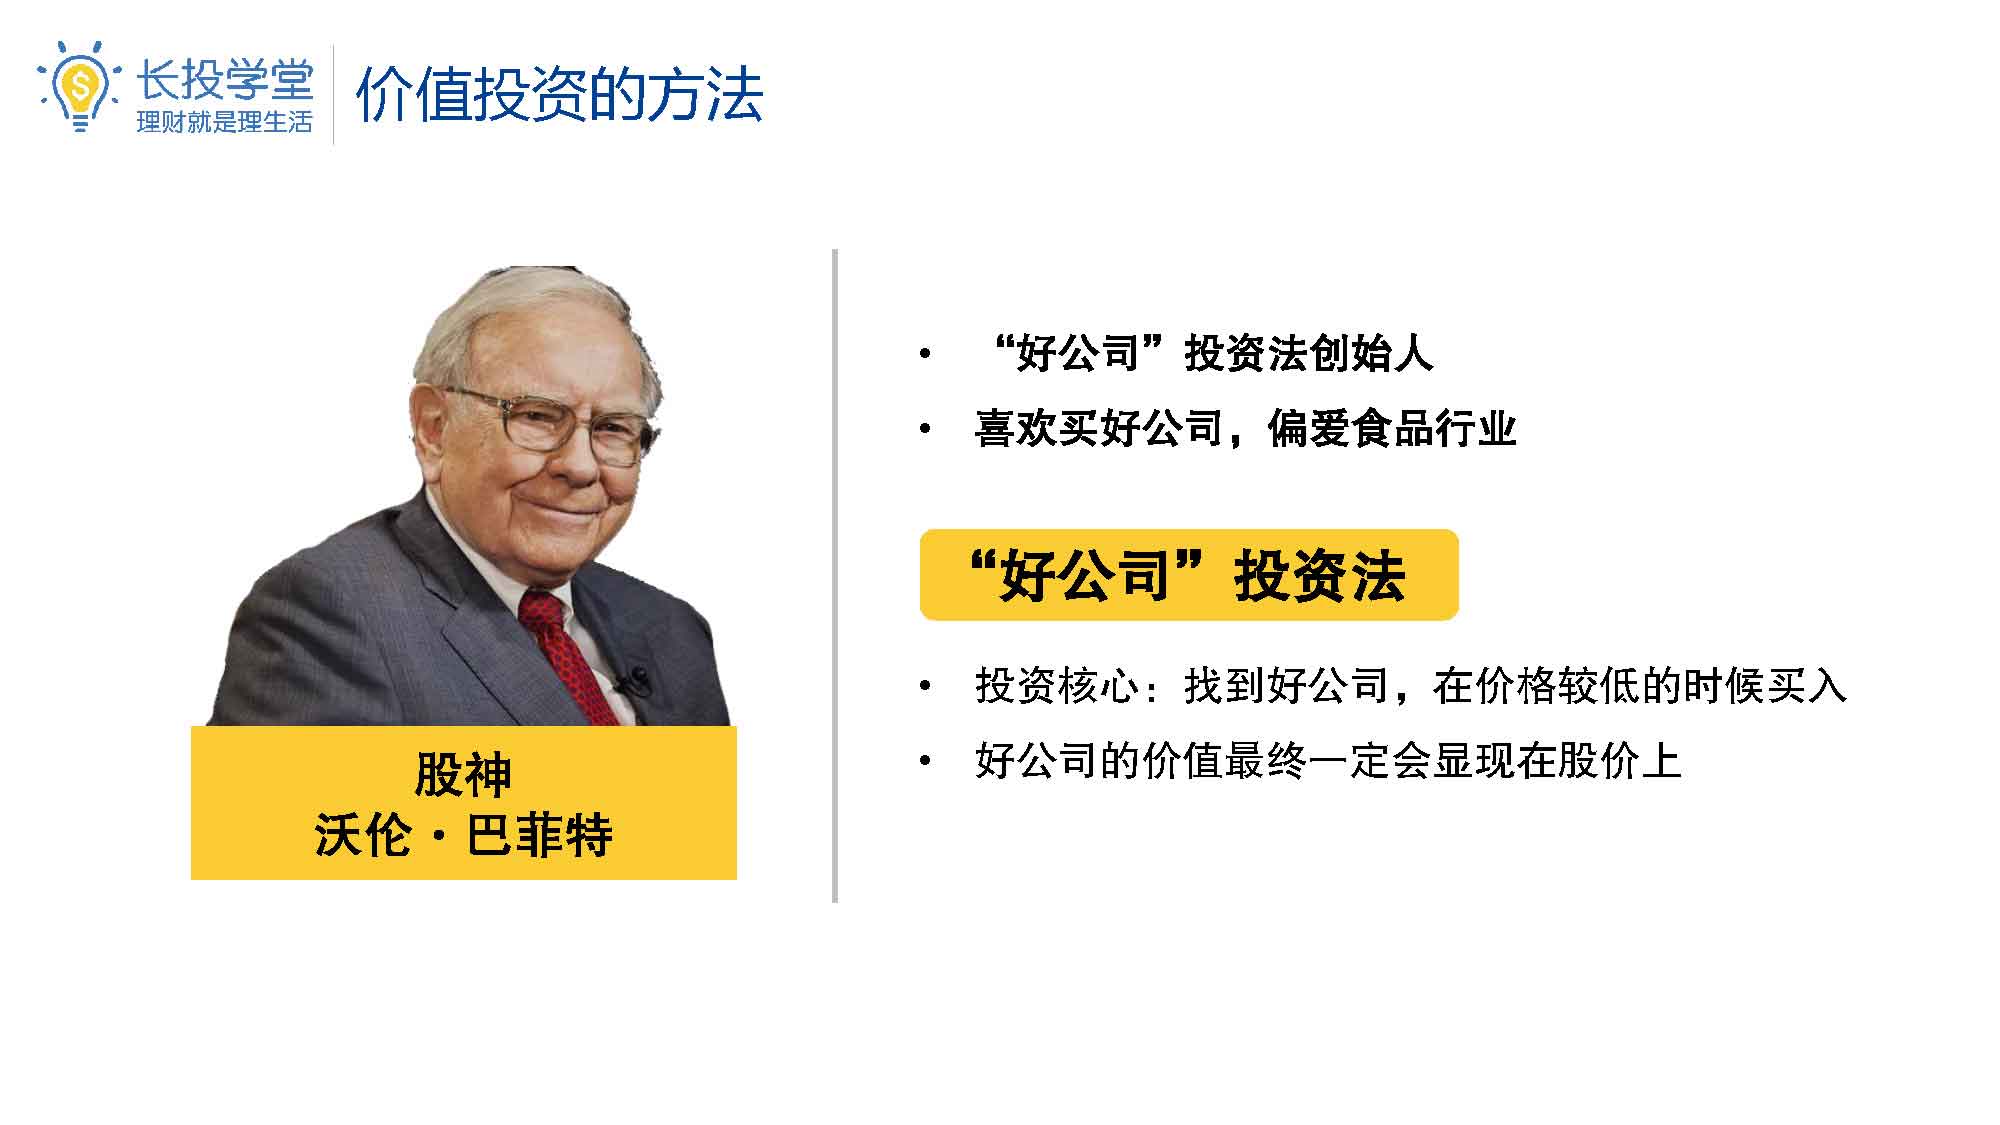 长投学堂
理财就是理生活
价值投资的方法
股神
沃伦·巴菲特
• “好公司”投资法创始人
• 喜欢买好公司，偏爱食品行业
“好公司”投资法
• 投资核心：找到好公司，在价格较低的时候买入
• 好公司的价值最终一定会显现在股价上